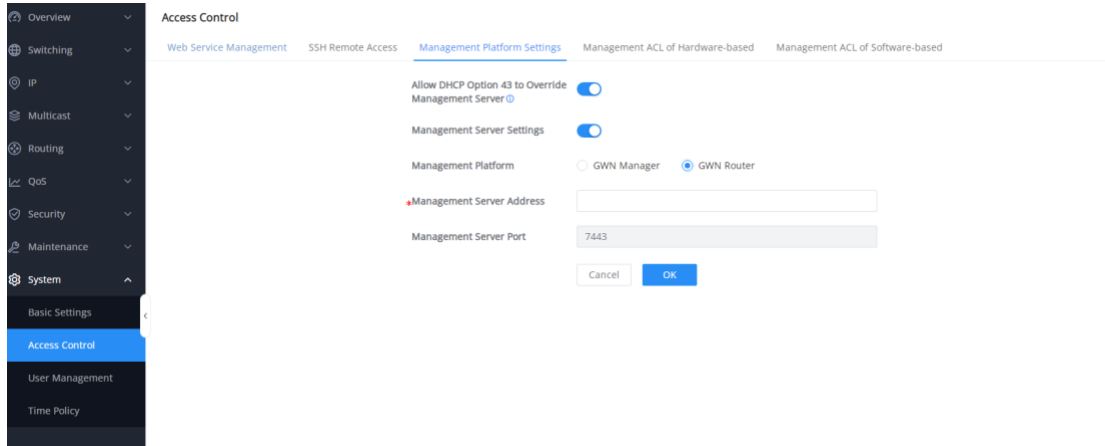 Overview
Switching
IP
Multicast
Routing
QoS
Security
Maintenance
System
Basic Settings
Access Control
User Management
Time Policy
Access Control
Web Service Management
SSH Remote Access
Management Platform Settings
Management ACL of Hardware-based
Management ACL of Software-based
Allow DHCP Option 43 to Override
Management Server
Management Server Settings
Management Platform
GWN Manager
GWN Router
*Management Server Address
Management Server Port
7443
Cancel
OK